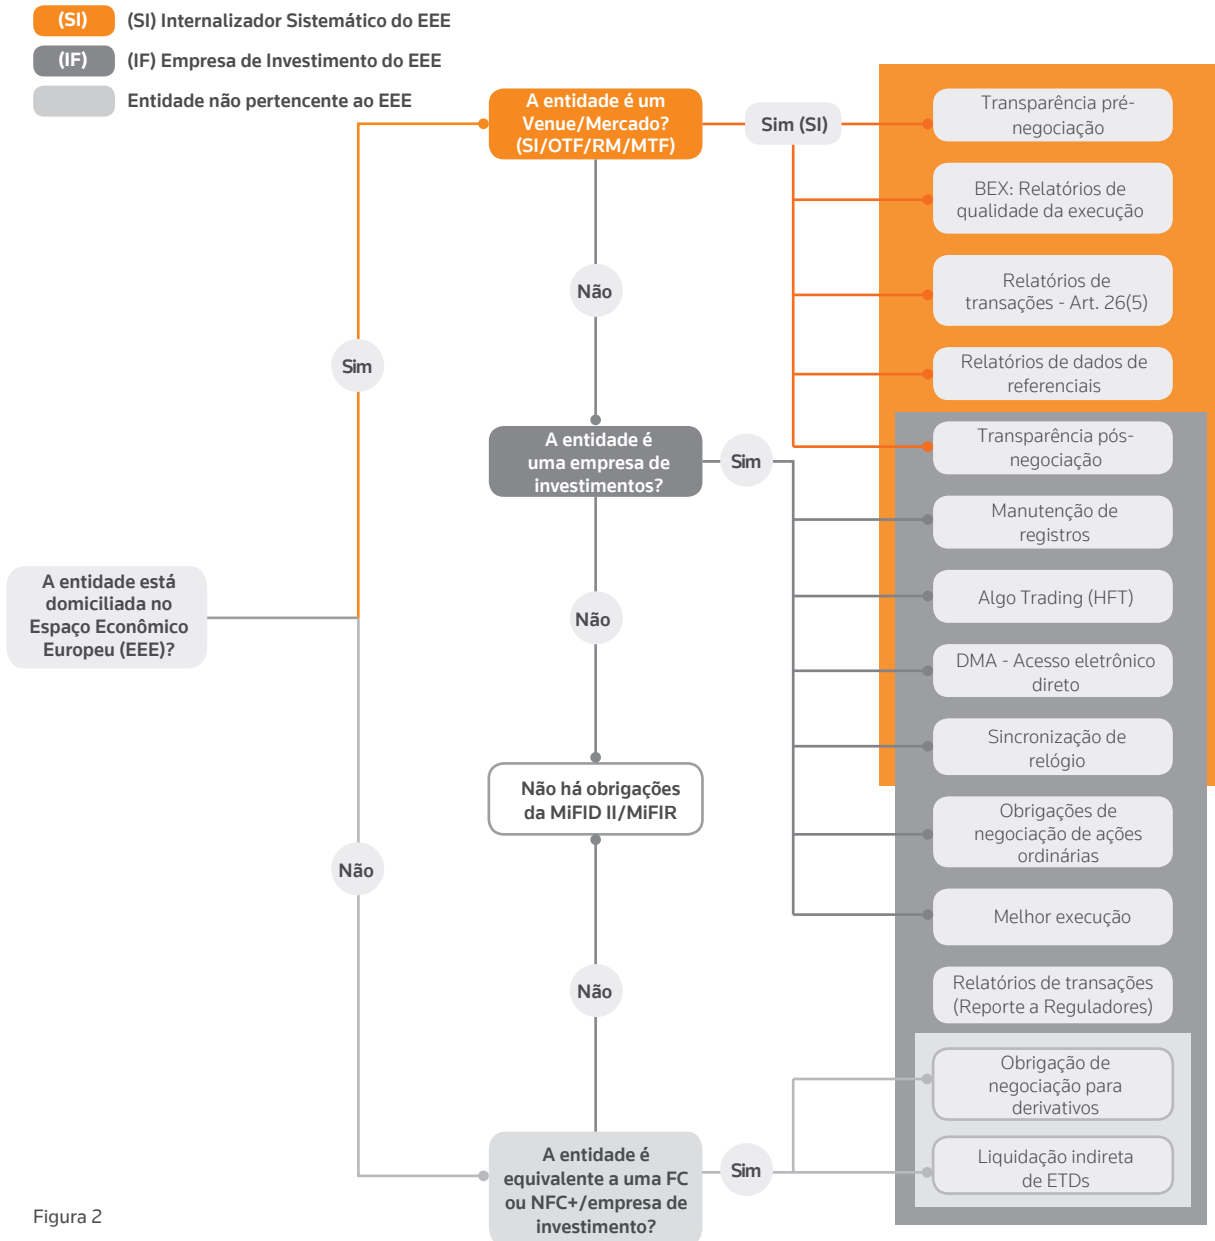 (SI)
(SI) Internalizador Sistemático do EEE
(IF)
(IF) Empresa de Investimento do EEE
Entidade não pertencente ao EEE
A entidade é um
Venue/Mercado?
(SI/OTF/RM/MTF)
Sim (SI)
Transparência pré-
negociação
BEX: Relatórios de
qualidade da execução
Relatórios de
transações - Art. 26(5)
Relatórios de dados de
referenciais
Não
Sim
A entidade é
uma empresa de
investimentos?
Sim
Transparência pós-
negociação
Manutenção de
registros
Algo Trading (HFT)
DMA - Acesso eletrônico
direto
Sincronização de
relógio
Obrigações de
negociação de ações
ordinárias
Melhor execução
Relatórios de transações
(Reporte a Reguladores)
A entidade está
domiciliada no
Espaço Econômico
Europeu (EEE)?
Não
Não há obrigações
da MiFID II/MiFIR
Não
Não
A entidade é
equivalente a uma FC
ou NFC+/empresa de
investimento?
Sim
Obrigação de
negociação para
derivativos
Liquidação indireta
de ETDs
Figura 2